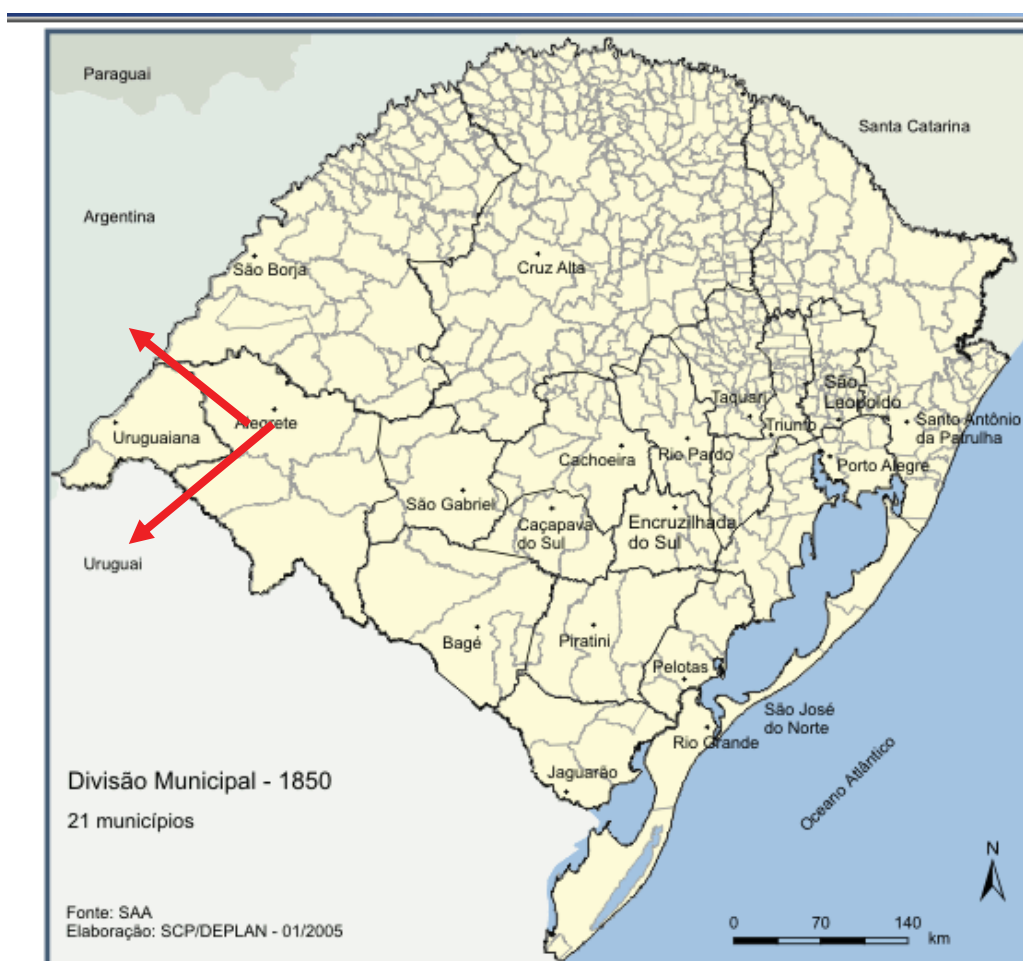 Paraguai
Santa Catarina
Argentina
São Borja
Cruz Alta
São
Leopoldo
Taquari
Alegrete
Uruguaiana
Triunfo
Santo Antônio
da Patrulha
Cachoeira
Rio Pardo
Porto Alegre
São Gabriel
Caçapava
do Sul
Encruzilhada
do Sul
Uruguai
Bagé
Piratini
Pelotas
São José
do Norte
Rio Grande
Jaguarão
Oceano Atlântico
Divisão Municipal - 1850
21 municípios
N
Fonte: SAA
Elaboração: SCP/DEPLAN - 01/2005
0 70 140
km